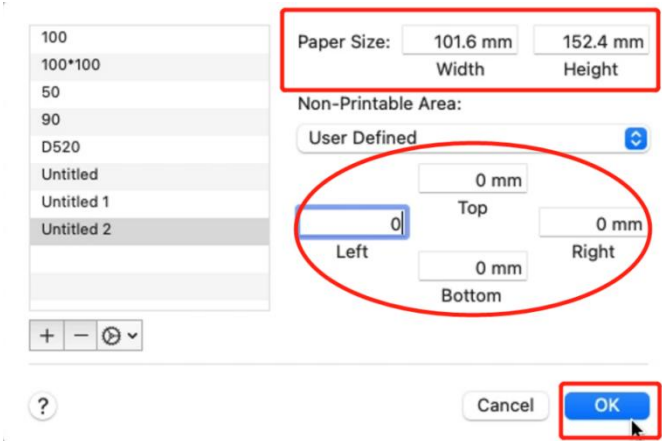 100
100*100
50
90
D520
Untitled
Untitled 1
Untitled 2
+ −
Paper Size: 101.6 mm 152.4 mm
Width Height
Non-Printable Area:
User Defined
0 mm
Top
0 0 mm
Left Right
0 mm
Bottom
? Cancel OK